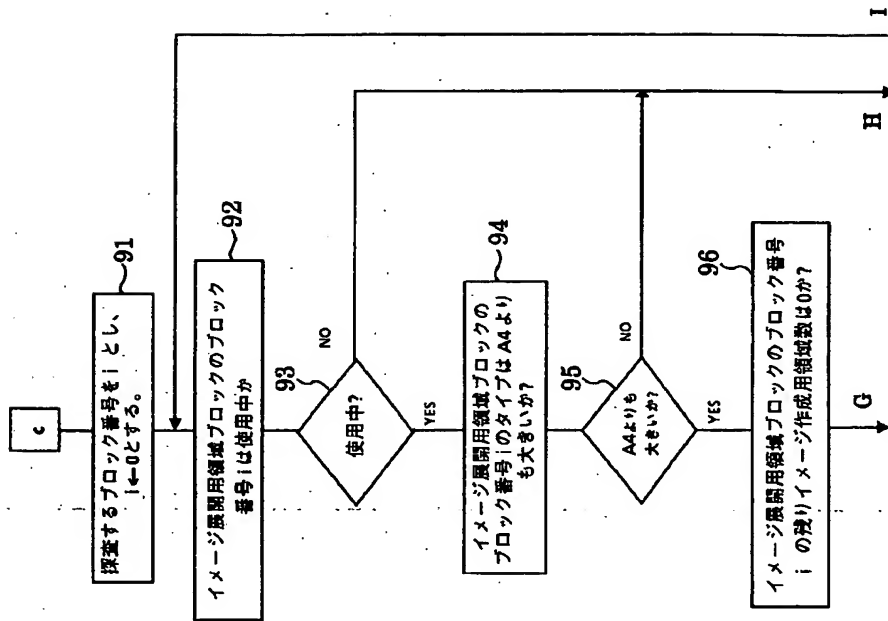 c
91
探査するブロック番号を i とし、
i←0とする。
92
イメージ展開用領域ブロックのブロック
番号 i は使用中か
93
使用中?
NO
YES
94
イメージ展開用領域ブロックの
ブロック番号 i のタイプは A4 より
も大きいか?
95
A4よりも
大きいか?
NO
YES
96
イメージ展開用領域ブロックのブロック番号
i の残りイメージ作成用領域数は0か?
G
H
I